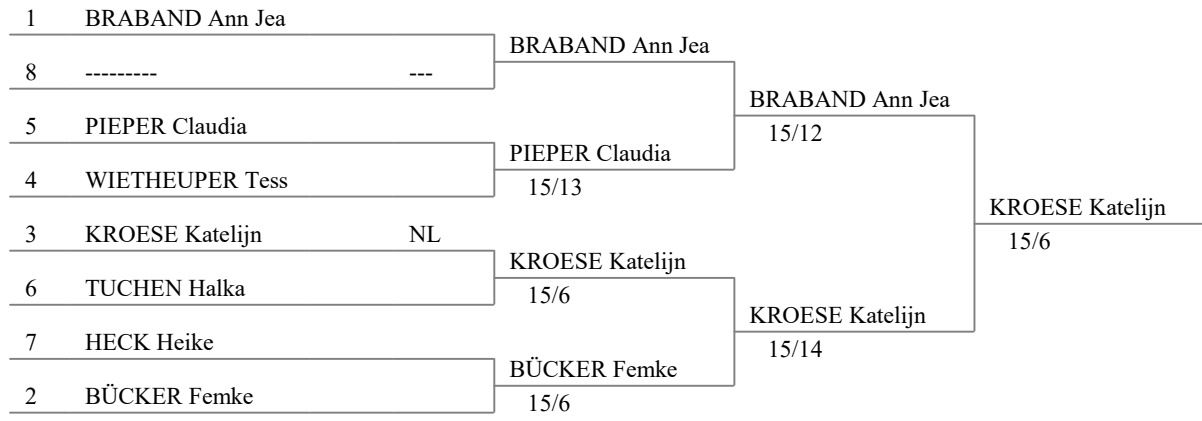 1 BRABAND Ann Jea
BRABAND Ann Jea
8 --------- ---
BRABAND Ann Jea
5 PIEPER Claudia
15/12
PIEPER Claudia
4 WIETHEUPER Tess
15/13
KROESE Katelijn
3 KROESE Katelijn NL
15/6
KROESE Katelijn
6 TUCHEN Halka
15/6
KROESE Katelijn
7 HECK Heike
15/14
BÜCKER Femke
2 BÜCKER Femke
15/6